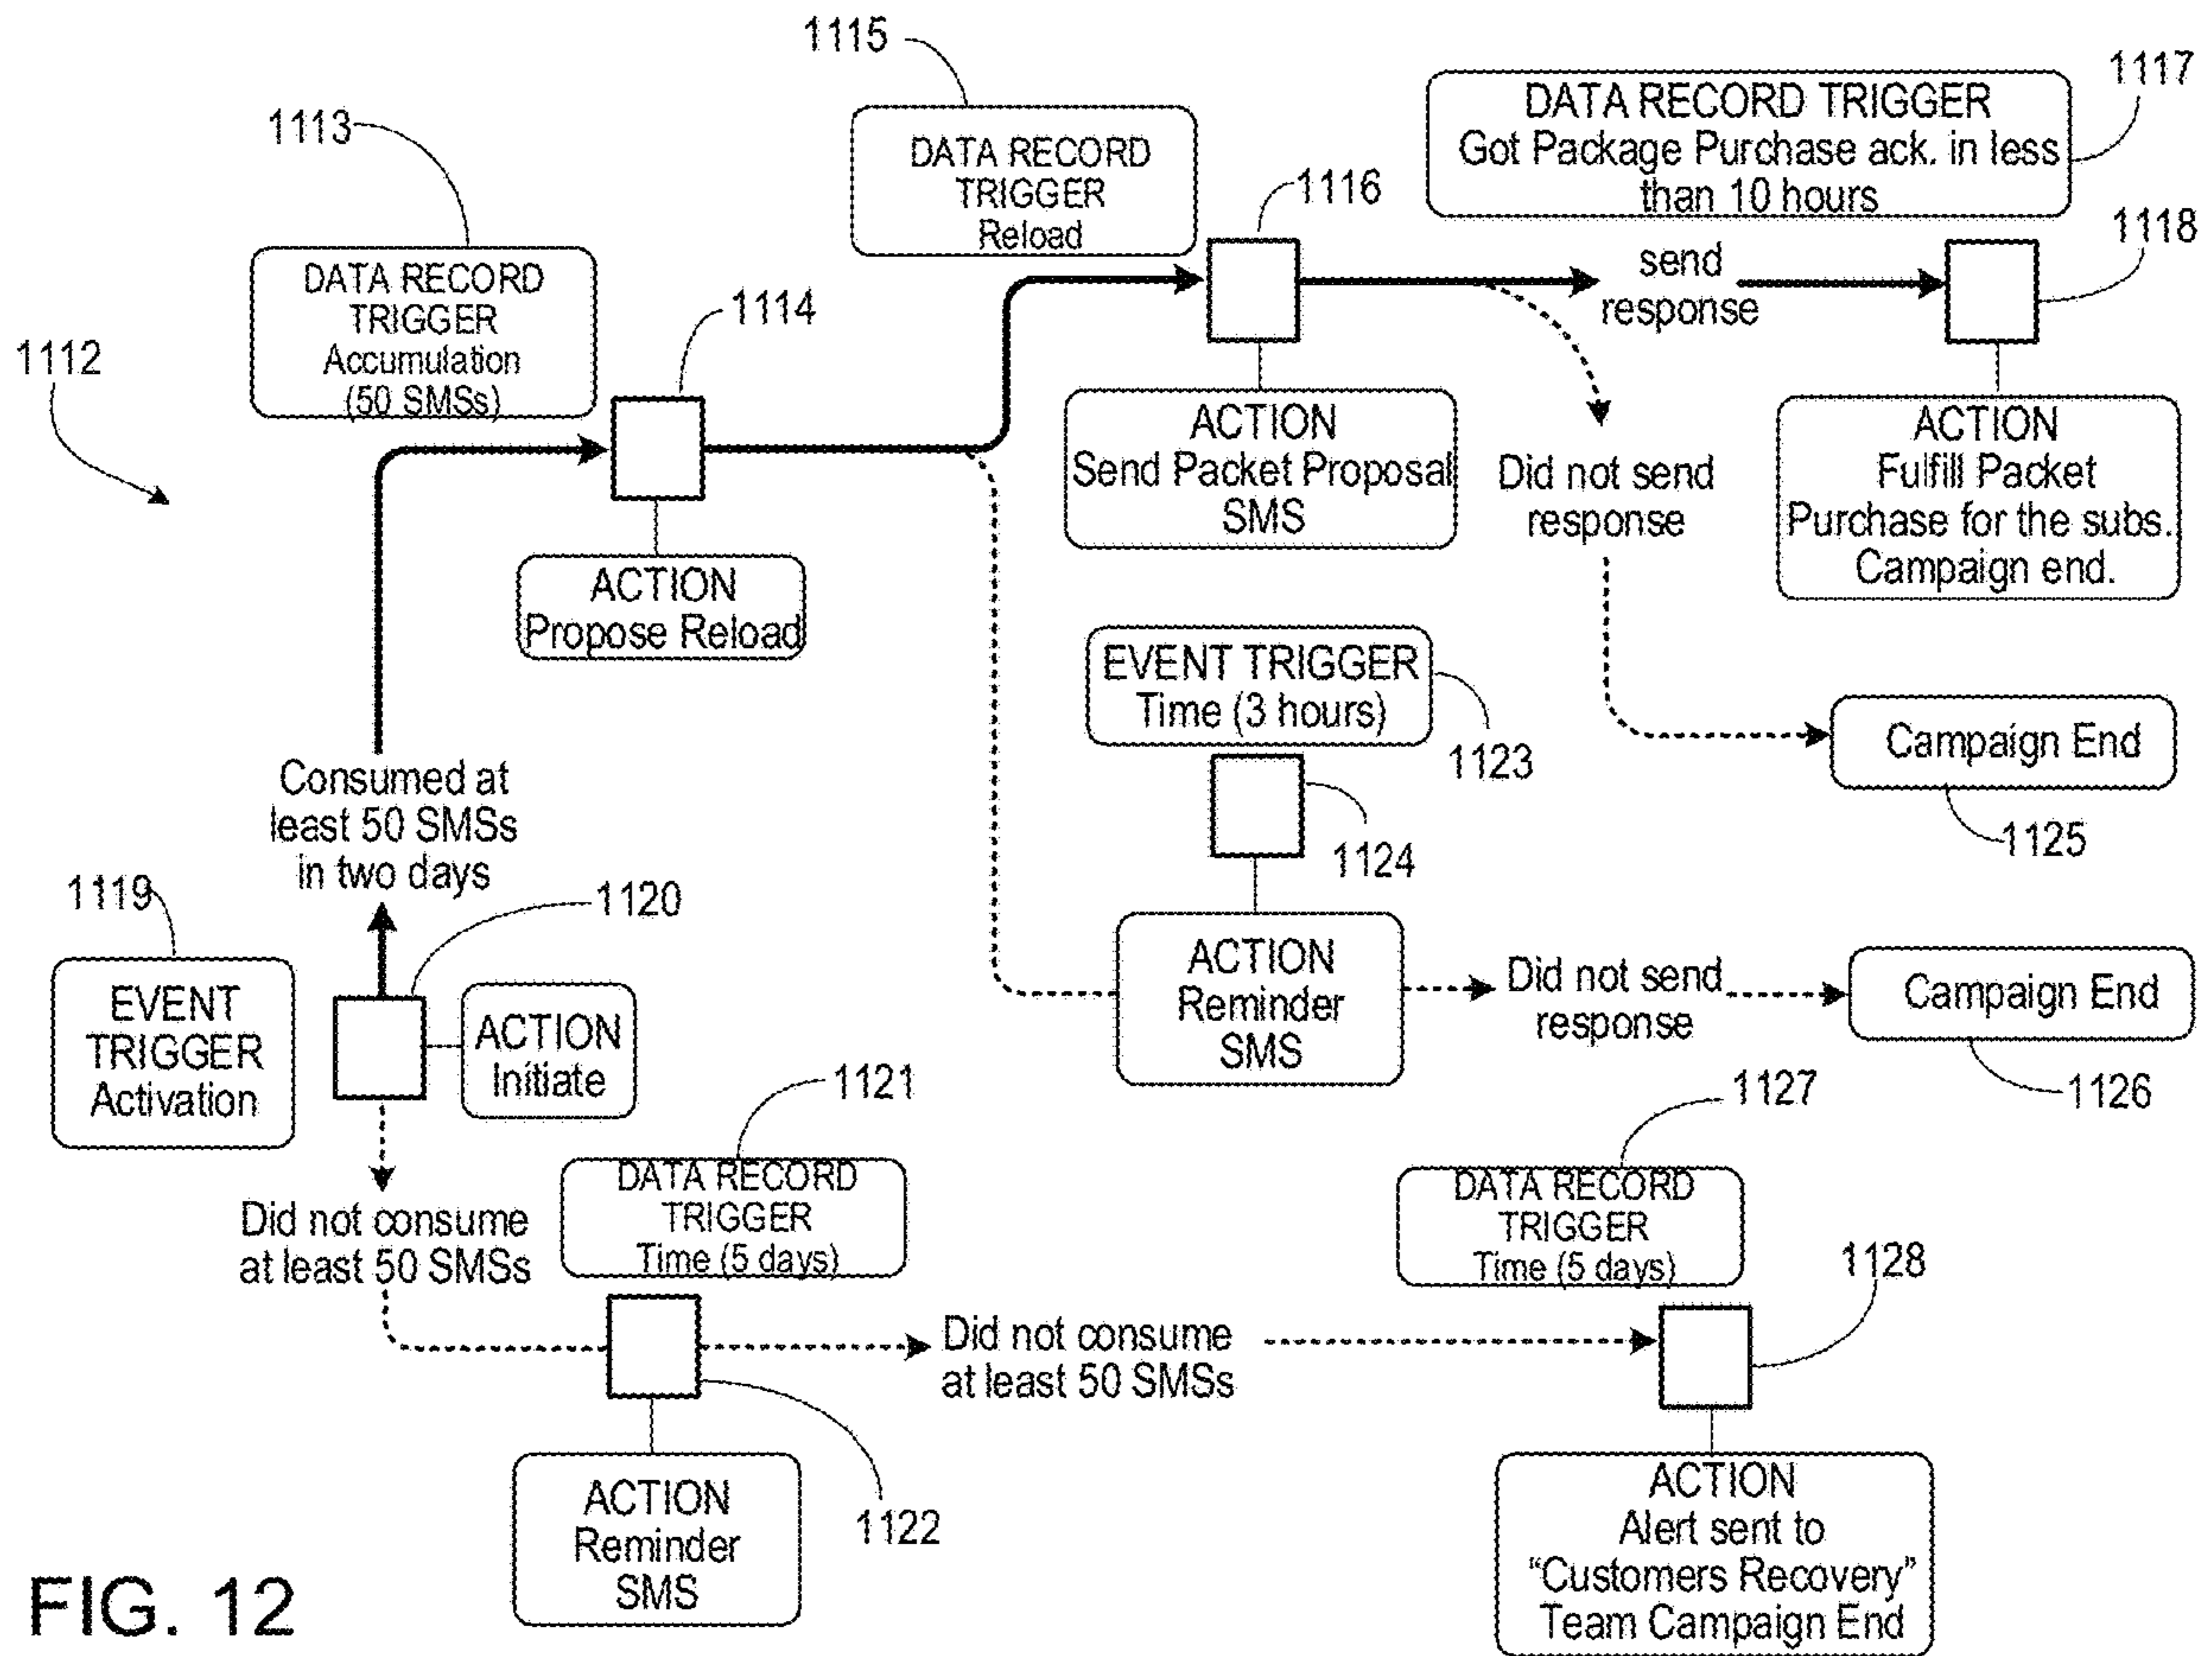 1115
1117
1113
DATA RECORD
TRIGGER
Reload
DATA RECORD TRIGGER
Got Package Purchase ack. in less
than 10 hours
1116
1118
DATA RECORD
TRIGGER
Accumulation
(50 SMSs)
1114
send
response
1112
ACTION
Send Packet Proposal
SMS
Did not send
response
ACTION
Fulfill Packet
Purchase for the subs.
Campaign end.
ACTION
Propose Reload
EVENT TRIGGER
Time (3 hours)
1123
Campaign End
1125
Consumed at
least 50 SMSs
in two days
1124
1119
1120
EVENT
TRIGGER
Activation
ACTION
Initiate
ACTION
Reminder
SMS
Did not send
response
Campaign End
1126
1121
1127
DATA RECORD
TRIGGER
Time (5 days)
DATA RECORD
TRIGGER
Time (5 days)
1128
Did not consume
at least 50 SMSs
Did not consume
at least 50 SMSs
1122
ACTION
Reminder
SMS
ACTION
Alert sent to
“Customers Recovery”
Team Campaign End
FIG. 12